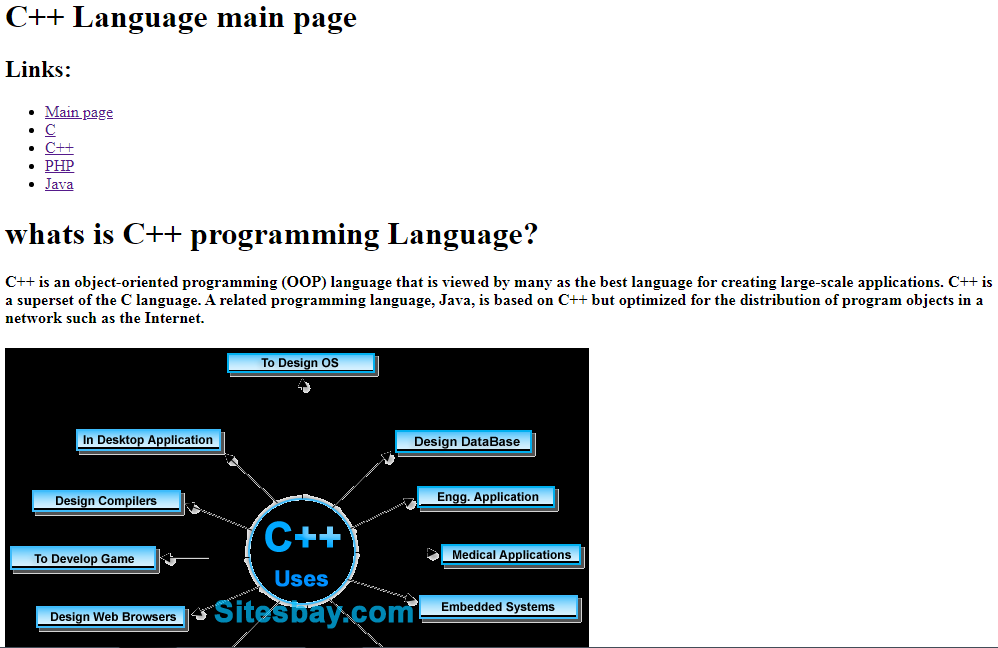 C++ Language main page
Links:
Main page
C
C++
PHP
Java
whats is C++ programming Language?
C++ is an object-oriented programming (OOP) language that is viewed by many as the best language for creating large-scale applications. C++ is
a superset of the C language. A related programming language, Java, is based on C++ but optimized for the distribution of program objects in a
network such as the Internet.
To Design OS
In Desktop Application
Design DataBase
Design Compilers
Engg. Application
C++
Uses
To Develop Game
Medical Applications
Design Web Browsers
Sitesbay.com
Embedded Systems